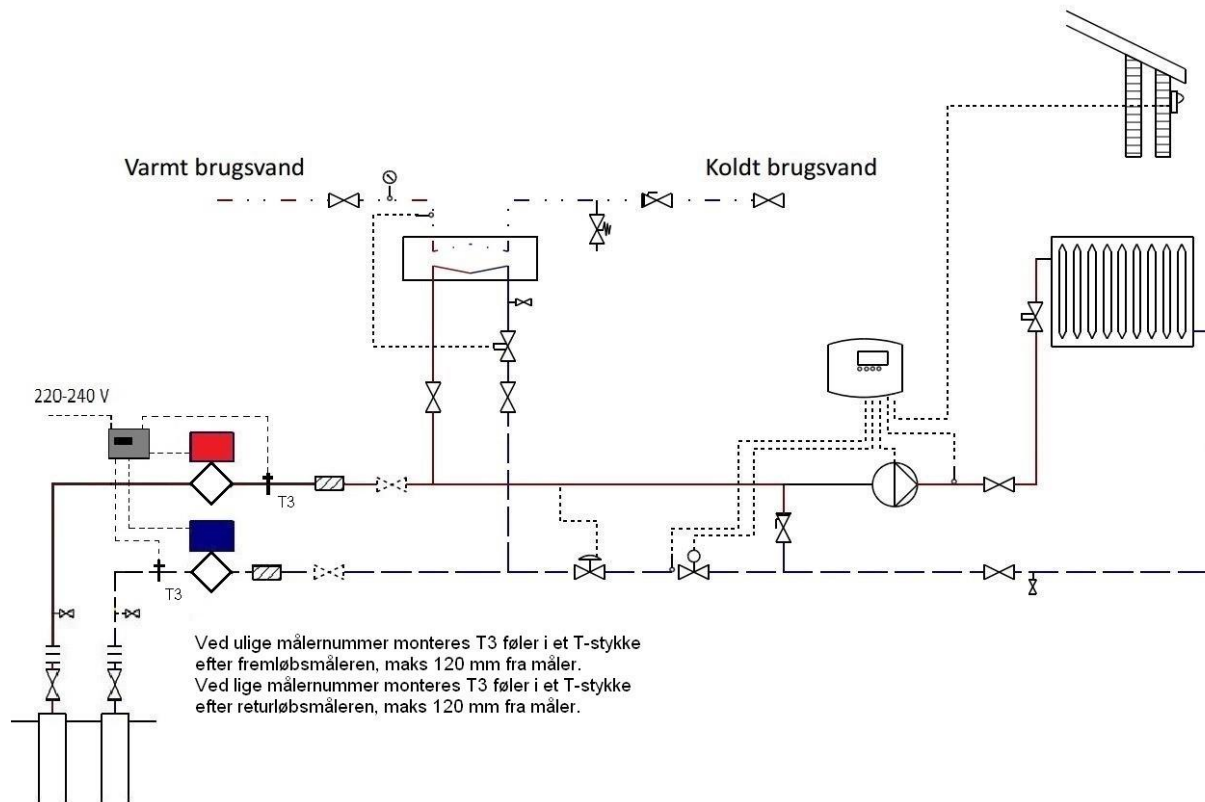 Varmt brugsvand
Koldt brugsvand
220-240 V
T3
T3
Ved ulige målernummer monteres T3 føler i et T-stykke
efter fremløbsmåleren, maks 120 mm fra måler.
Ved lige målernummer monteres T3 føler i et T-stykke
efter returløbsmåleren, maks 120 mm fra måler.